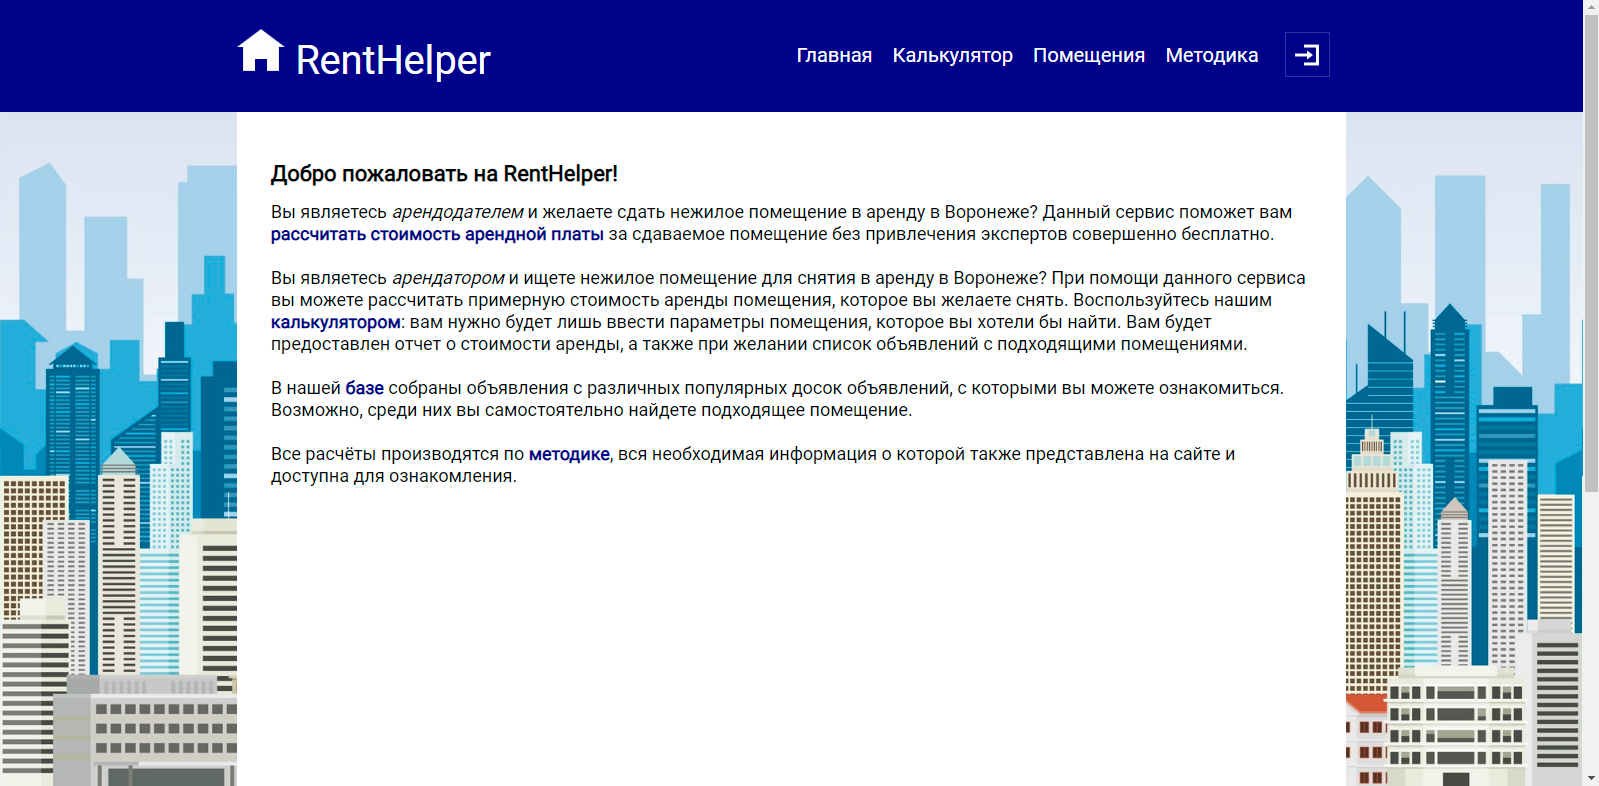 RentHelper
Главная Калькулятор Помещения Методика
Добро пожаловать на RentHelper!
Вы являетесь арендодателем и желаете сдать нежилое помещение в аренду в Воронеже? Данный сервис поможет вам
рассчитать стоимость арендной платы за сдаваемое помещение без привлечения экспертов совершенно бесплатно.
Вы являетесь арендатором и ищете нежилое помещение для снятия в аренду в Воронеже? При помощи данного сервиса
вы можете рассчитать примерную стоимость аренды помещения, которое вы желаете снять. Воспользуйтесь нашим
калькулятором: вам нужно будет лишь ввести параметры помещения, которое вы хотели бы найти. Вам будет
предоставлен отчет о стоимости аренды, а также при желании список объявлений с подходящими помещениями.
В нашей базе собраны объявления с различных популярных досок объявлений, с которыми вы можете ознакомиться.
Возможно, среди них вы самостоятельно найдете подходящее помещение.
Все расчёты производятся по методике, вся необходимая информация о которой также представлена на сайте и
доступна для ознакомления.